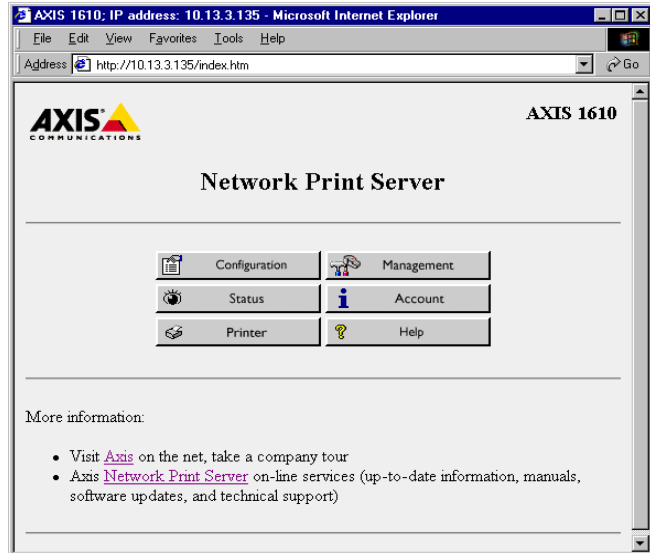 AXIS 1610; IP address: 10.13.3.135 - Microsoft Internet Explorer
File Edit View Favorites Tools Help
Address http://10.13.3.135/index.htm Go
AXIS
COMMUNICATIONS
AXIS 1610
Network Print Server
Configuration Management
Status Account
Printer Help
More information:
• Visit Axis on the net, take a company tour
• Axis Network Print Server on-line services (up-to-date information, manuals,
software updates, and technical support)